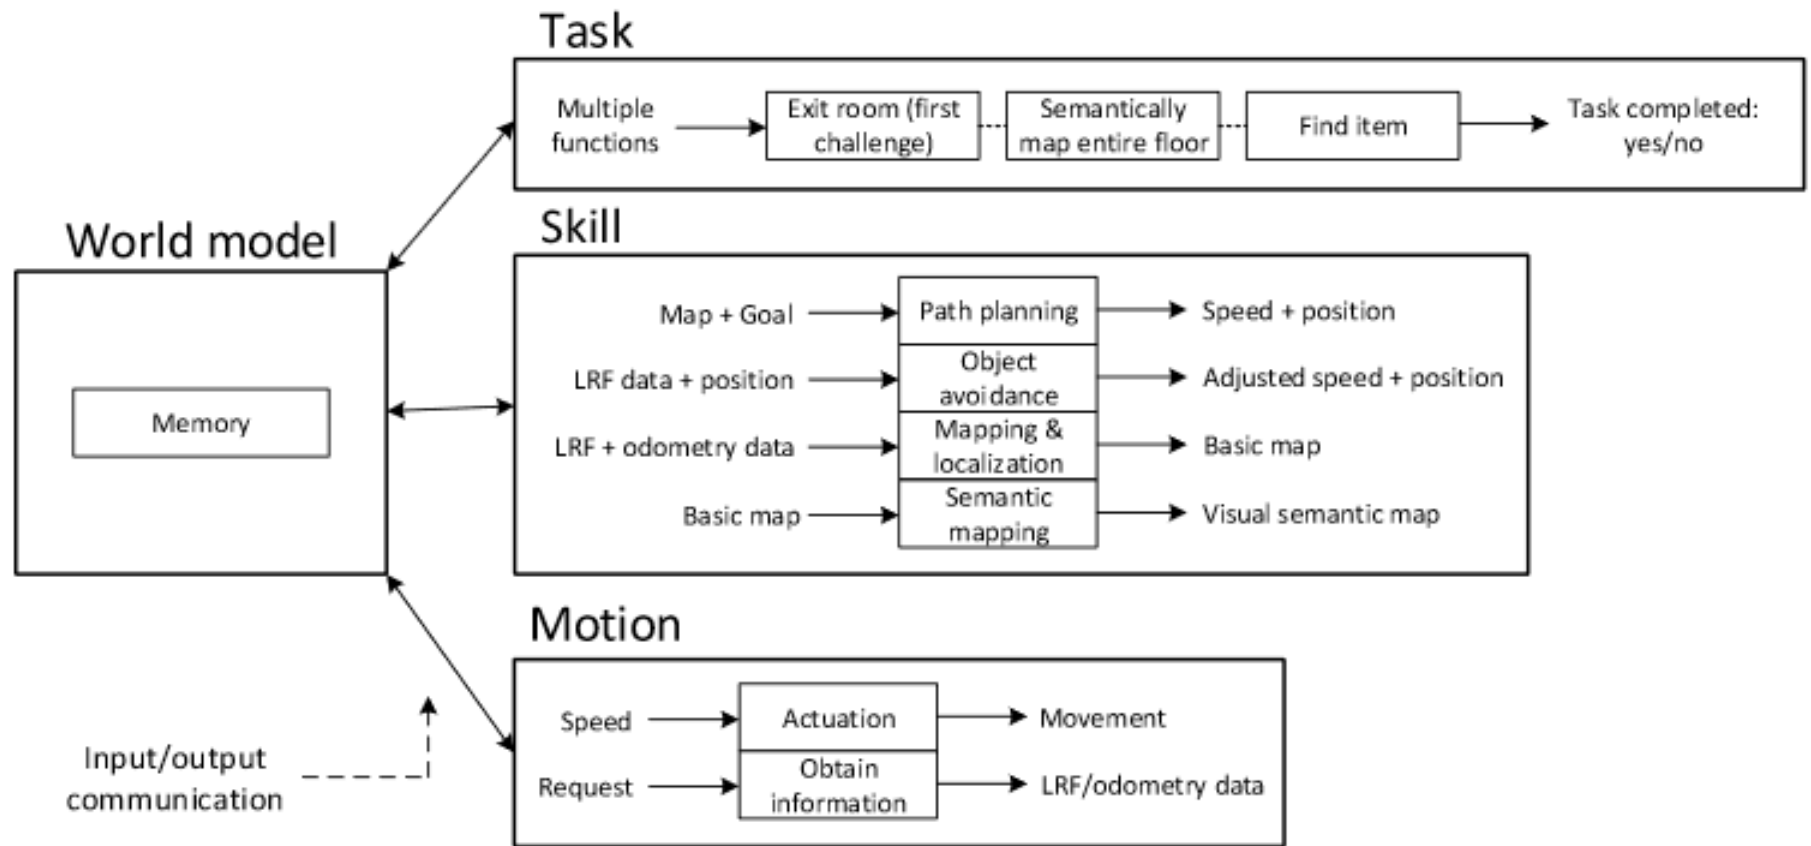 Task
Multiple
functions
Exit room (first
challenge)
Semantically
map entire floor
Find item
Task completed:
yes/no
World model
Memory
Skill
Map + Goal
Path planning
Speed + position
LRF data + position
Object
avoidance
Adjusted speed + position
LRF + odometry data
Mapping &
localization
Basic map
Basic map
Semantic
mapping
Visual semantic map
Motion
Speed
Actuation
Movement
Request
Obtain
information
LRF/odometry data
Input/output
communication